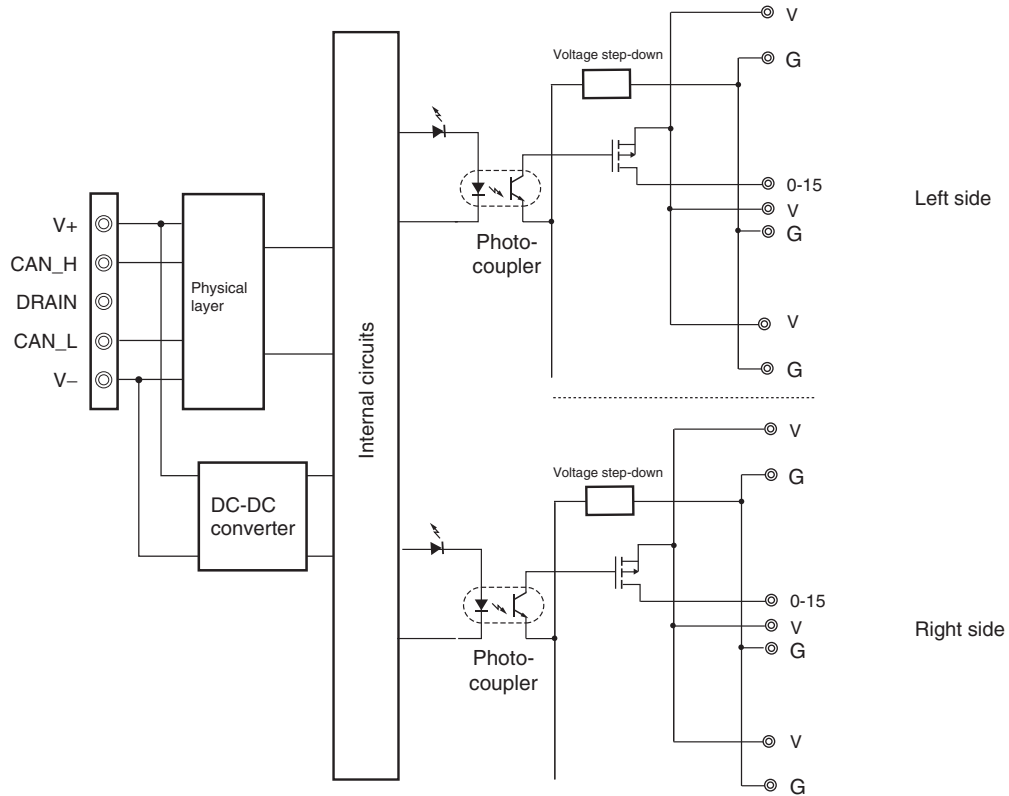 V+
CAN_H
DRAIN
CAN_L
V–
Physical
layer
DC-DC
converter
Internal circuits
Voltage step-down
Photo-
coupler
V
G
0-15
V
G
V
G
Left side
Voltage step-down
Photo-
coupler
V
G
0-15
V
G
V
G
Right side